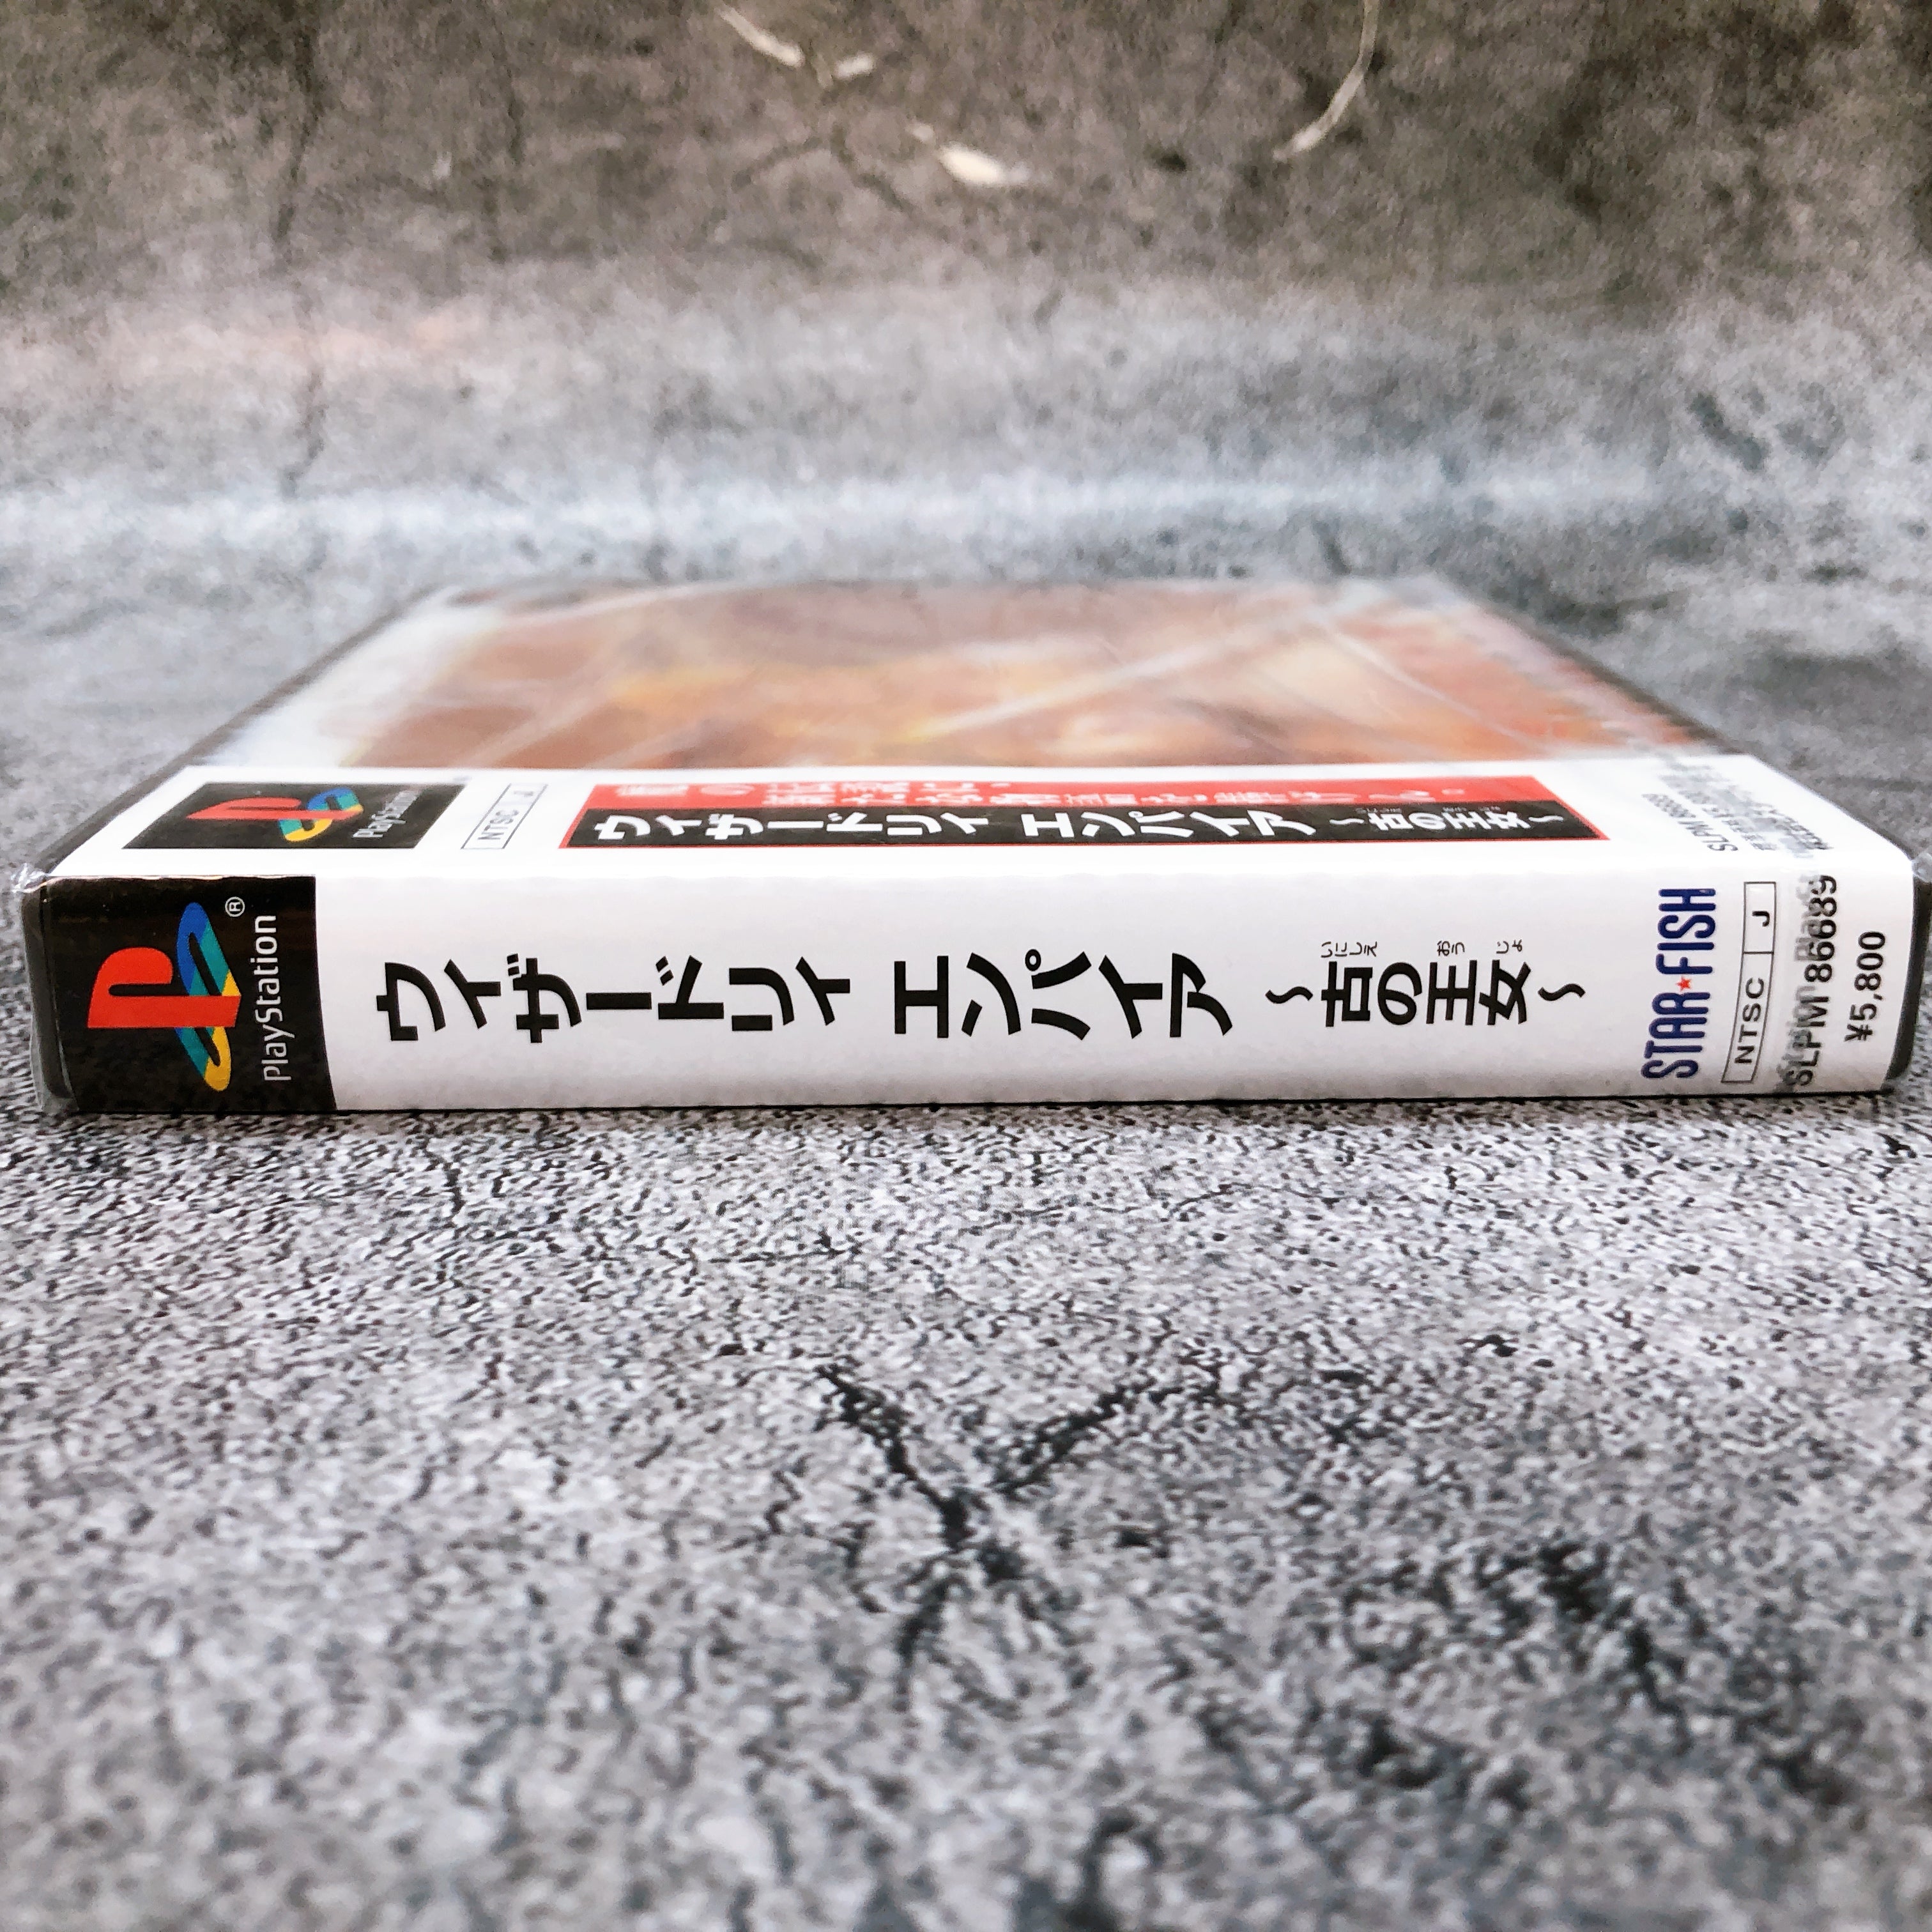 PlayStation
NTSC J
ウィザードリィ エンパイア ~古の王女~
SLPM 86689
PlayStation
®
ウィザードリィ エンパイア ~古の王女~
いにしえ おう じょ
STAR★FISH
NTSC J
SLPM 86689
¥5,800